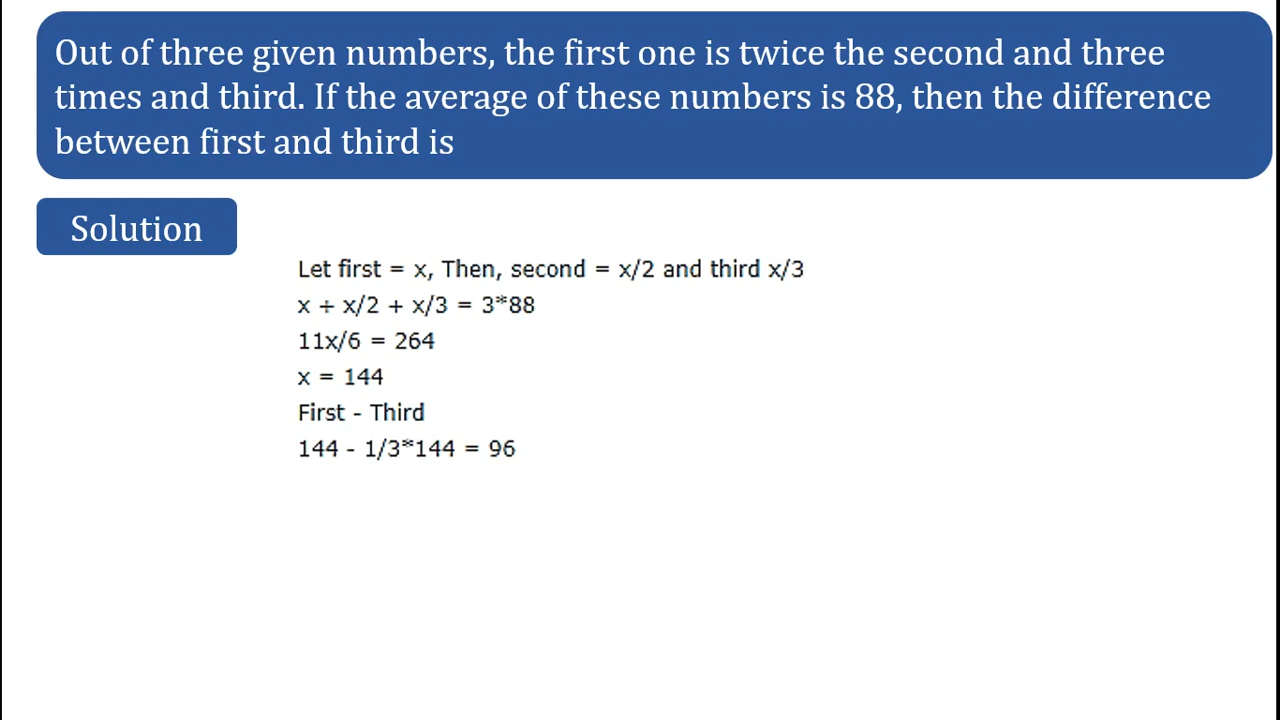 Out of three given numbers, the first one is twice the second and three
times and third. If the average of these numbers is 88, then the difference
between first and third is
Solution
Let first = x, Then, second = x/2 and third x/3
x + x/2 + x/3 = 3*88
11x/6 = 264
x = 144
First - Third
144 - 1/3*144 = 96